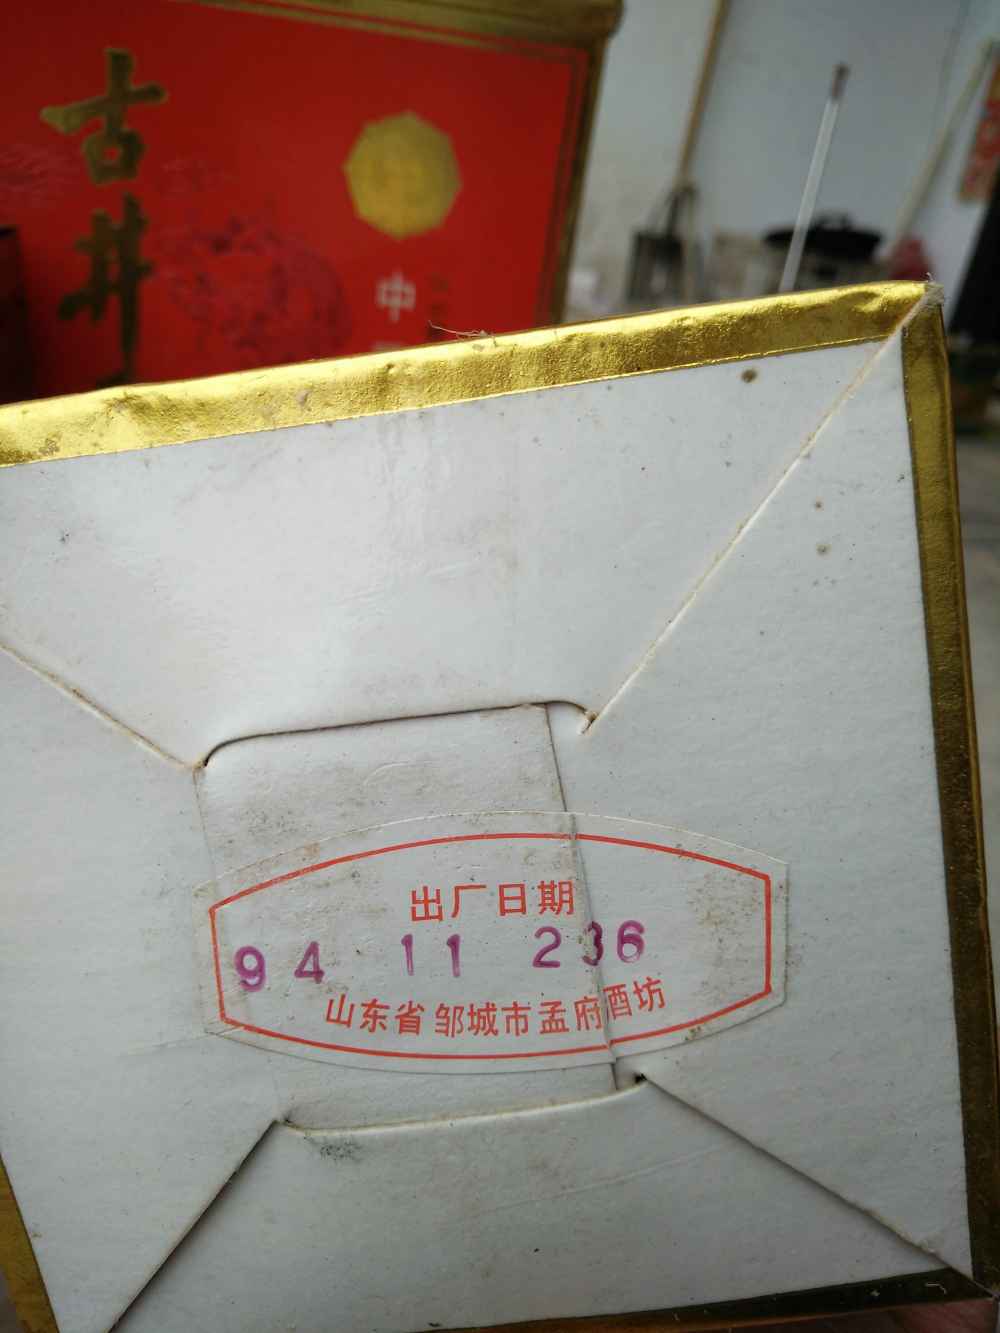 古井
中
出厂日期
94 11 236
山东省邹城市孟府酒坊